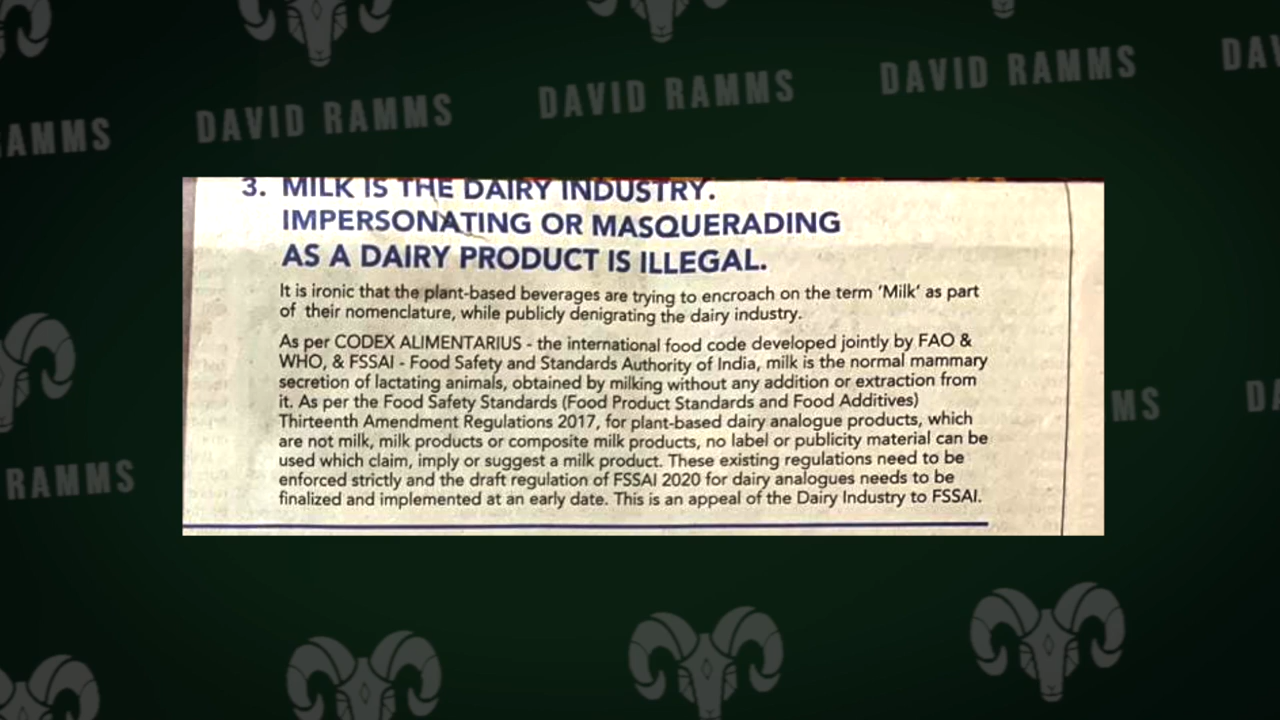 AMMS
DAVID RAMMS
DAVID RAMMS
DAVID RAMMS
DA
3. MILK IS THE DAIRY INDUSTRY.
IMPERSONATING OR MASQUERADING
AS A DAIRY PRODUCT IS ILLEGAL.
It is ironic that the plant-based beverages are trying to encroach on the term ‘Milk’ as part
of their nomenclature, while publicly denigrating the dairy industry.
As per CODEX ALIMENTARIUS - the international food code developed jointly by FAO &
WHO, & FSSAI - Food Safety and Standards Authority of India, milk is the normal mammary
secretion of lactating animals, obtained by milking without any addition or extraction from
it. As per the Food Safety Standards (Food Product Standards and Food Additives)
Thirteenth Amendment Regulations 2017, for plant-based dairy analogue products, which
are not milk, milk products or composite milk products, no label or publicity material can be
used which claim, imply or suggest a milk product. These existing regulations need to be
enforced strictly and the draft regulation of FSSAI 2020 for dairy analogues needs to be
finalized and implemented at an early date. This is an appeal of the Dairy Industry to FSSAI.
MS
D
RAMMS